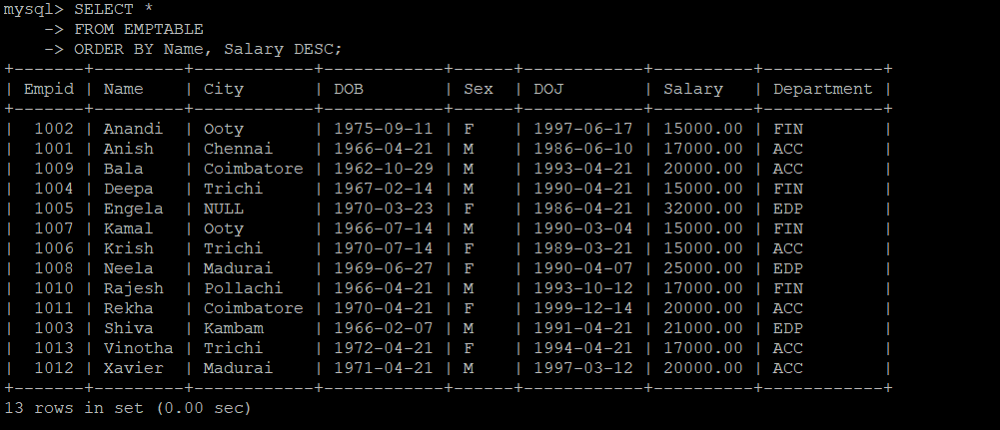 mysql> SELECT *
    -> FROM EMPTABLE
    -> ORDER BY Name, Salary DESC;
+-------+---------+------------+------------+------+------------+----------+------------+
| Empid | Name    | City       | DOB        | Sex  | DOJ        | Salary   | Department |
+-------+---------+------------+------------+------+------------+----------+------------+
|  1002 | Anandi  | Ooty       | 1975-09-11 | F    | 1997-06-17 | 15000.00 | FIN        |
|  1001 | Anish   | Chennai    | 1966-04-21 | M    | 1986-06-10 | 17000.00 | ACC        |
|  1009 | Bala    | Coimbatore | 1962-10-29 | M    | 1993-04-21 | 20000.00 | ACC        |
|  1004 | Deepa   | Trichi     | 1967-02-14 | M    | 1990-04-21 | 15000.00 | FIN        |
|  1005 | Engela  | NULL       | 1970-03-23 | F    | 1986-04-21 | 32000.00 | EDP        |
|  1007 | Kamal   | Ooty       | 1966-07-14 | M    | 1990-03-04 | 15000.00 | FIN        |
|  1006 | Krish   | Trichi     | 1970-07-14 | F    | 1989-03-21 | 15000.00 | ACC        |
|  1008 | Neela   | Madurai    | 1969-06-27 | F    | 1990-04-07 | 25000.00 | EDP        |
|  1010 | Rajesh  | Pollachi   | 1966-04-21 | M    | 1993-10-12 | 17000.00 | FIN        |
|  1011 | Rekha   | Coimbatore | 1970-04-21 | F    | 1999-12-14 | 20000.00 | ACC        |
|  1003 | Shiva   | Kambam     | 1966-02-07 | M    | 1991-04-21 | 21000.00 | EDP        |
|  1013 | Vinotha | Trichi     | 1972-04-21 | F    | 1994-04-21 | 17000.00 | ACC        |
|  1012 | Xavier  | Madurai    | 1971-04-21 | M    | 1997-03-12 | 20000.00 | ACC        |
+-------+---------+------------+------------+------+------------+----------+------------+
13 rows in set (0.00 sec)